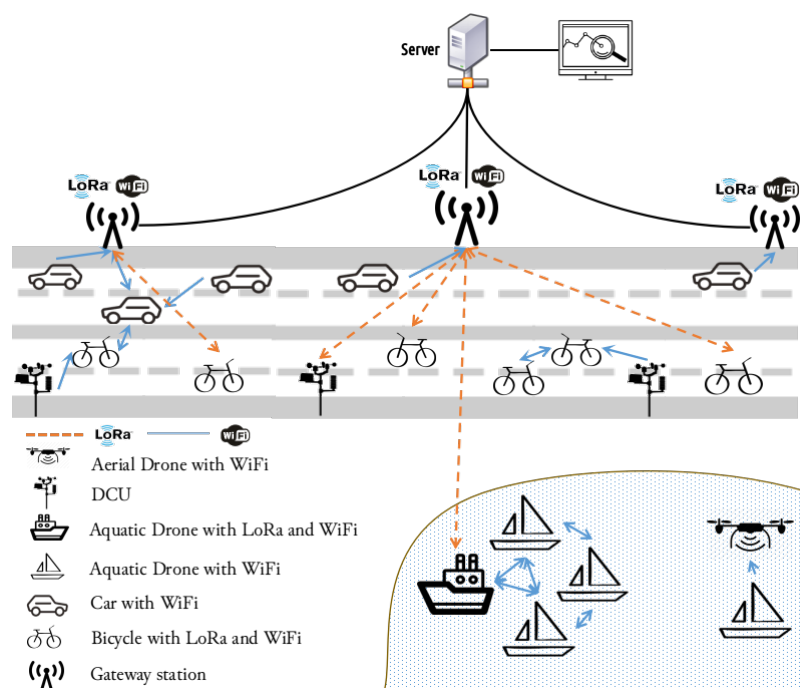 Server
LoRa WiFi
LoRa WiFi
LoRa WiFi
LoRa WiFi
Aerial Drone with WiFi
DCU
Aquatic Drone with LoRa and WiFi
Aquatic Drone with WiFi
Car with WiFi
Bicycle with LoRa and WiFi
Gateway station